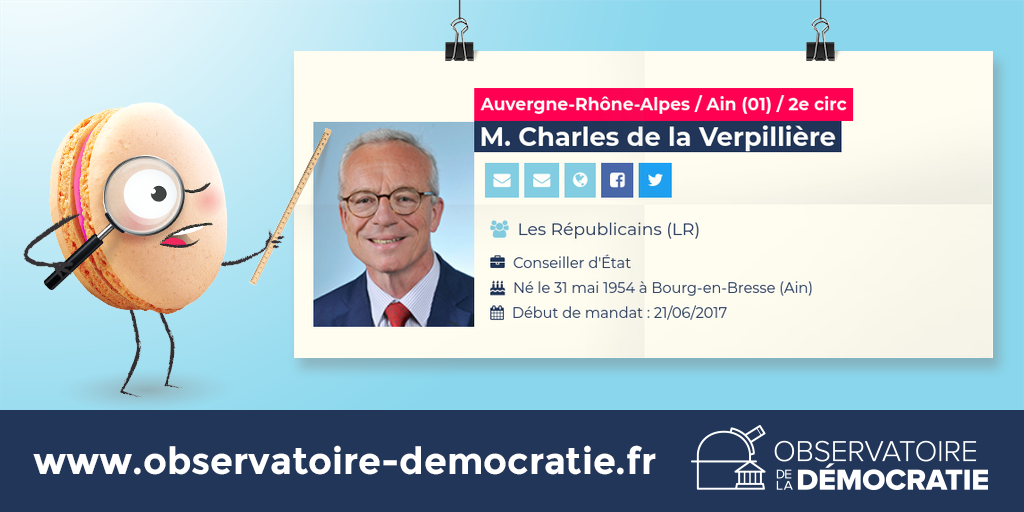 Auvergne-Rhône-Alpes / Ain (01) / 2e circ
M. Charles de la Verpillière
Les Républicains (LR)
Conseiller d'État
Né le 31 mai 1954 à Bourg-en-Bresse (Ain)
Début de mandat : 21/06/2017
www.observatoire-democratie.fr
OBSERVATOIRE
DE LA DÉMOCRATIE